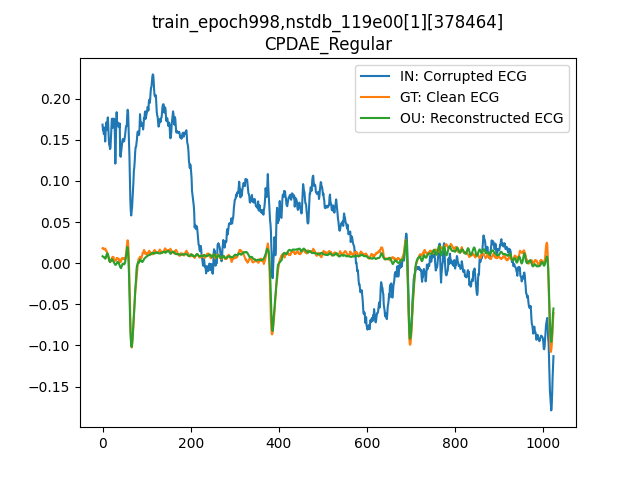 train_epoch998,nstdb_119e00[1][378464]
CPDAE_Regular
IN: Corrupted ECG
GT: Clean ECG
OU: Reconstructed ECG
0.20
0.15
0.10
0.05
0.00
−0.05
−0.10
−0.15
0 200 400 600 800 1000